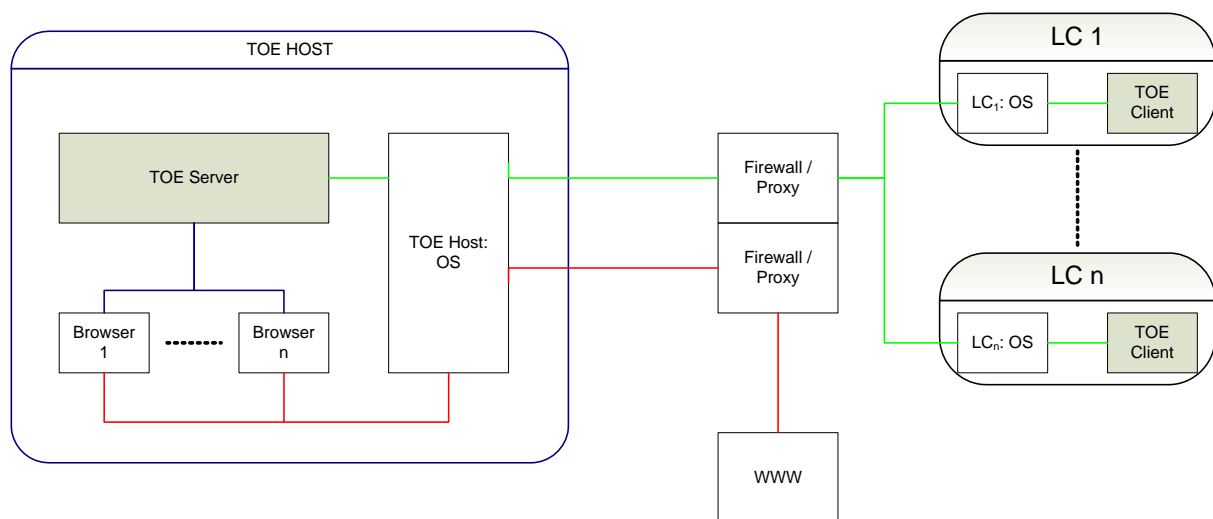 TOE HOST
TOE Server
TOE Host:
OS
Browser
1
Browser
n
Firewall /
Proxy
Firewall /
Proxy
WWW
LC 1
LC₁: OS
TOE
Client
LC n
LCₙ: OS
TOE
Client